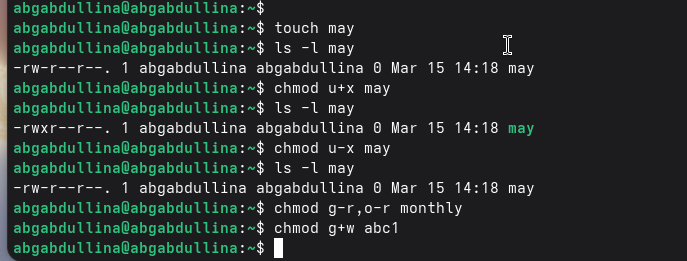 abgabdullina@abgabdullina:~$
abgabdullina@abgabdullina:~$ touch may
abgabdullina@abgabdullina:~$ ls -l may
-rw-r--r--. 1 abgabdullina abgabdullina 0 Mar 15 14:18 may
abgabdullina@abgabdullina:~$ chmod u+x may
abgabdullina@abgabdullina:~$ ls -l may
-rwxr--r--. 1 abgabdullina abgabdullina 0 Mar 15 14:18 may
abgabdullina@abgabdullina:~$ chmod u-x may
abgabdullina@abgabdullina:~$ ls -l may
-rw-r--r--. 1 abgabdullina abgabdullina 0 Mar 15 14:18 may
abgabdullina@abgabdullina:~$ chmod g-r,o-r monthly
abgabdullina@abgabdullina:~$ chmod g+w abc1
abgabdullina@abgabdullina:~$